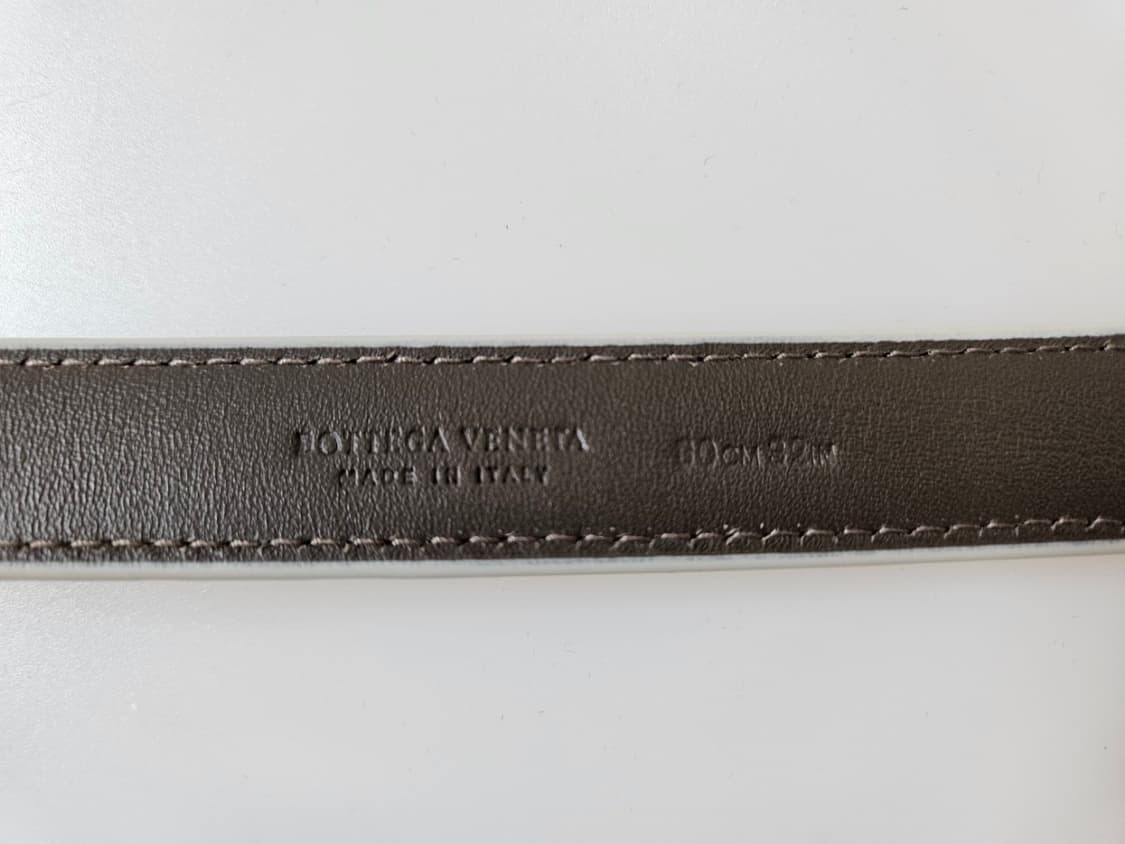 BOTTEGA VENETA
MADE IN ITALY
80CM 32IN